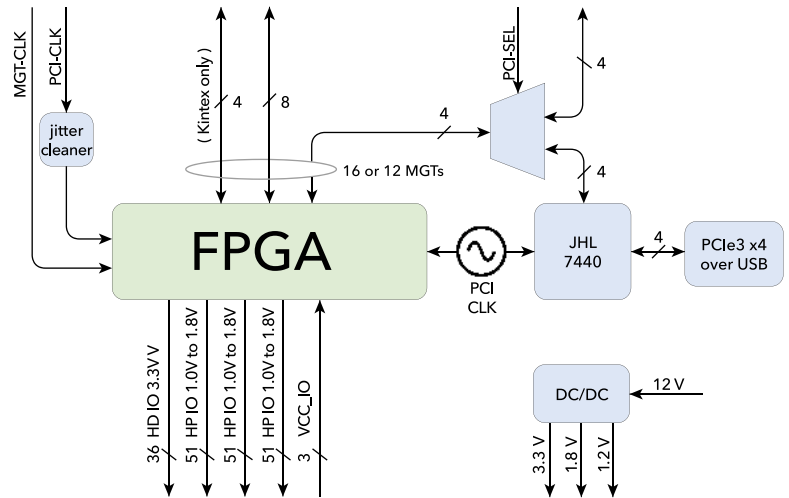 MGT-CLK
PCI-CLK
( Kintex only )
4
8
PCI-SEL
4
4
jitter
cleaner
16 or 12 MGTs
4
FPGA
PCI
CLK
JHL
7440
4
PCIe3 x4
over USB
36 HD IO 3.3V V
51 HP IO 1.0V to 1.8V
51 HP IO 1.0V to 1.8V
51 HP IO 1.0V to 1.8V
3 VCC_IO
DC/DC
12 V
3.3 V
1.8 V
1.2 V